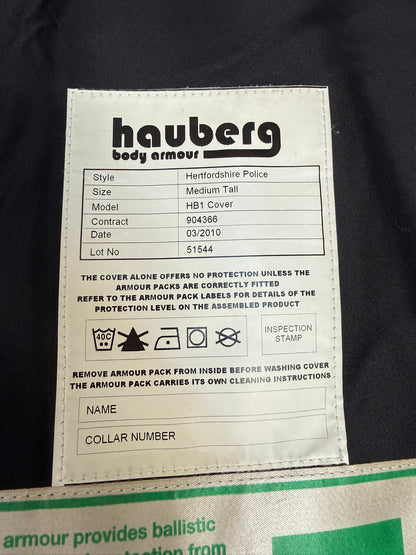 hauberg
body armour
Style Hertfordshire Police
Size Medium Tall
Model HB1 Cover
Contract 904366
Date 03/2010
Lot No 51544
THE COVER ALONE OFFERS NO PROTECTION UNLESS THE
ARMOUR PACKS ARE CORRECTLY FITTED
REFER TO THE ARMOUR PACK LABELS FOR DETAILS OF THE
PROTECTION LEVEL ON THE ASSEMBLED PRODUCT
40C
INSPECTION
STAMP
REMOVE ARMOUR PACK FROM INSIDE BEFORE WASHING COVER
THE ARMOUR PACK CARRIES ITS OWN CLEANING INSTRUCTIONS
NAME
COLLAR NUMBER
armour provides ballistic
protection from